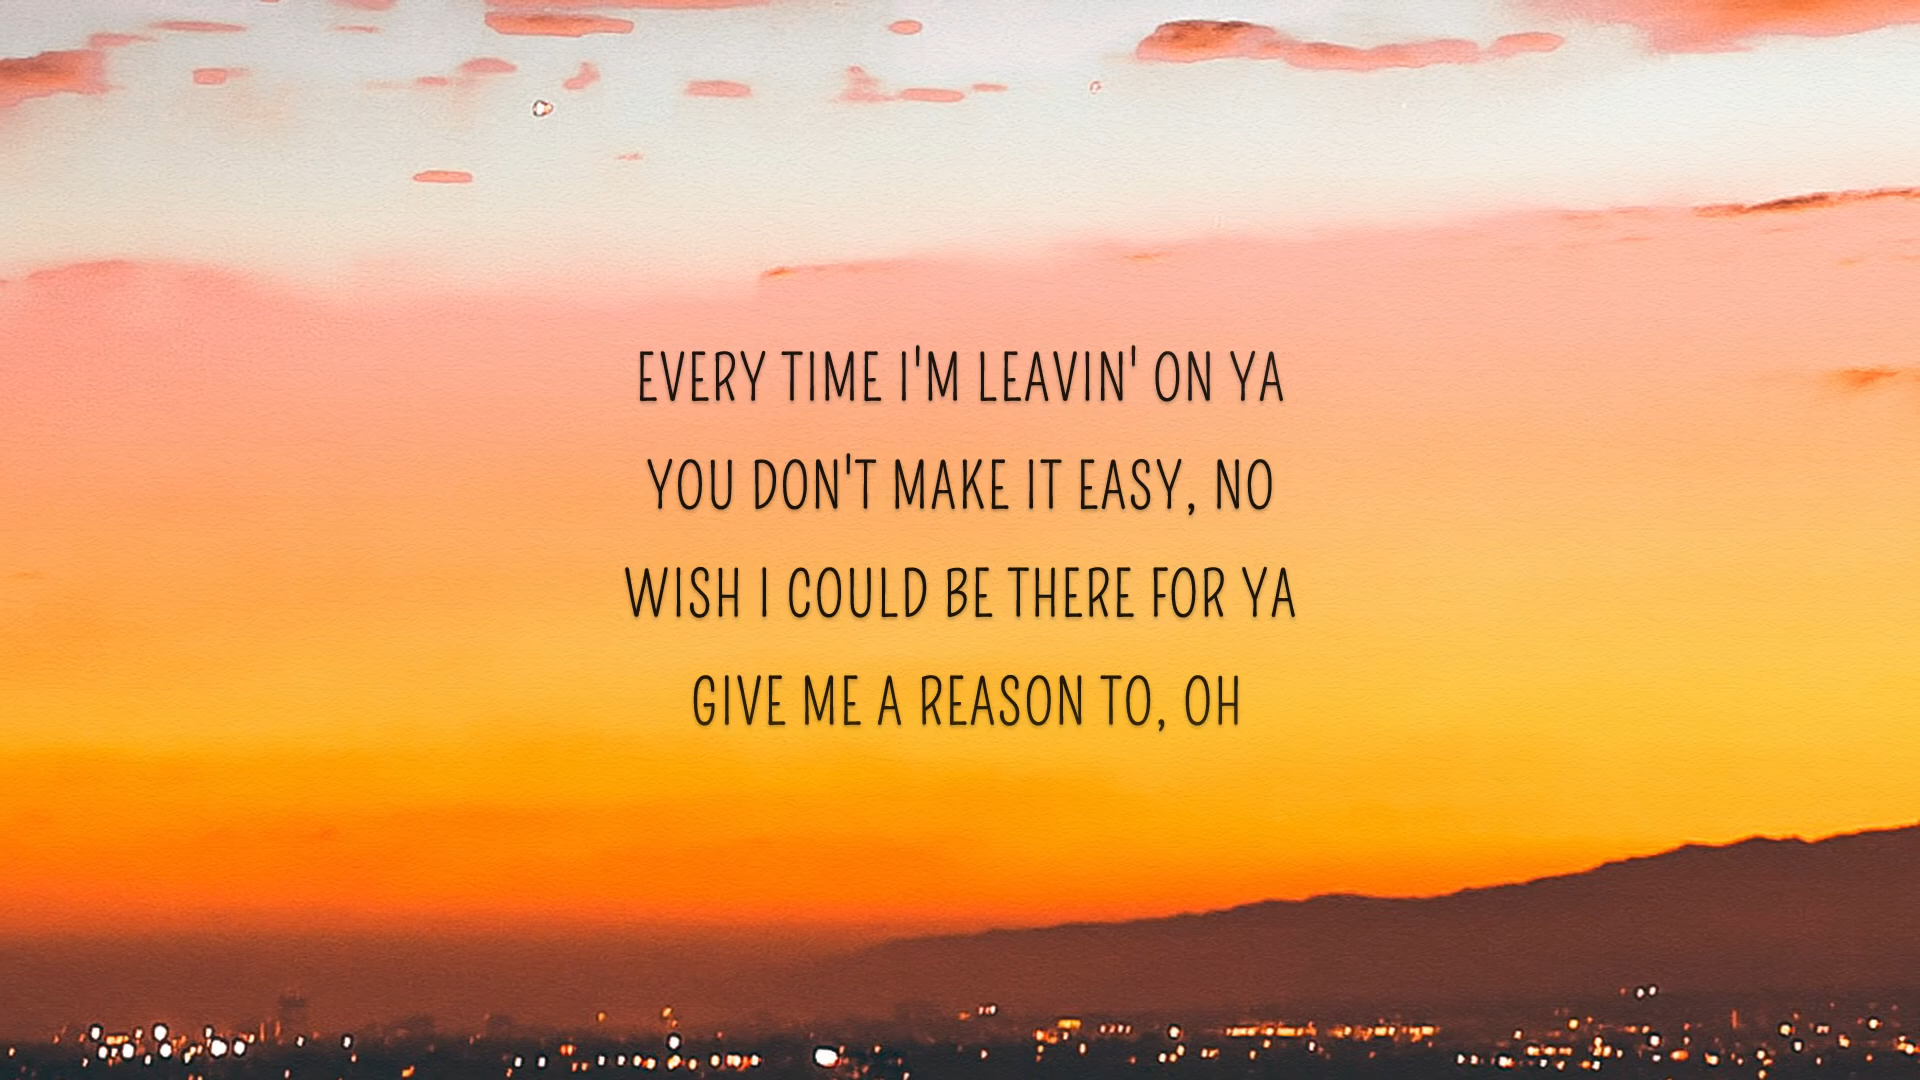 EVERY TIME I'M LEAVIN' ON YA
YOU DON'T MAKE IT EASY, NO
WISH I COULD BE THERE FOR YA
GIVE ME A REASON TO, OH